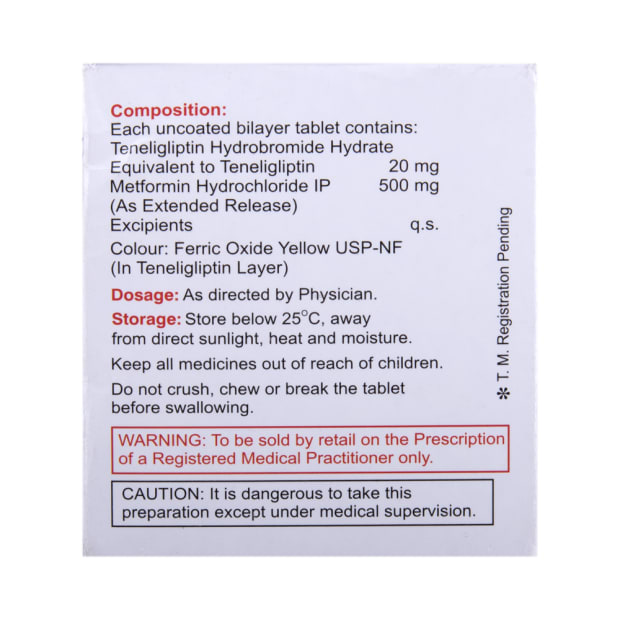 Composition:
Each uncoated bilayer tablet contains:
Teneligliptin Hydrobromide Hydrate
Equivalent to Teneligliptin 20 mg
Metformin Hydrochloride IP 500 mg
(As Extended Release)
Excipients q.s.
Colour: Ferric Oxide Yellow USP-NF
(In Teneligliptin Layer)
Dosage: As directed by Physician.
Storage: Store below 25°C, away
from direct sunlight, heat and moisture.
Keep all medicines out of reach of children.
Do not crush, chew or break the tablet
before swallowing.
WARNING: To be sold by retail on the Prescription
of a Registered Medical Practitioner only.
CAUTION: It is dangerous to take this
preparation except under medical supervision.
* T. M. Registration Pending